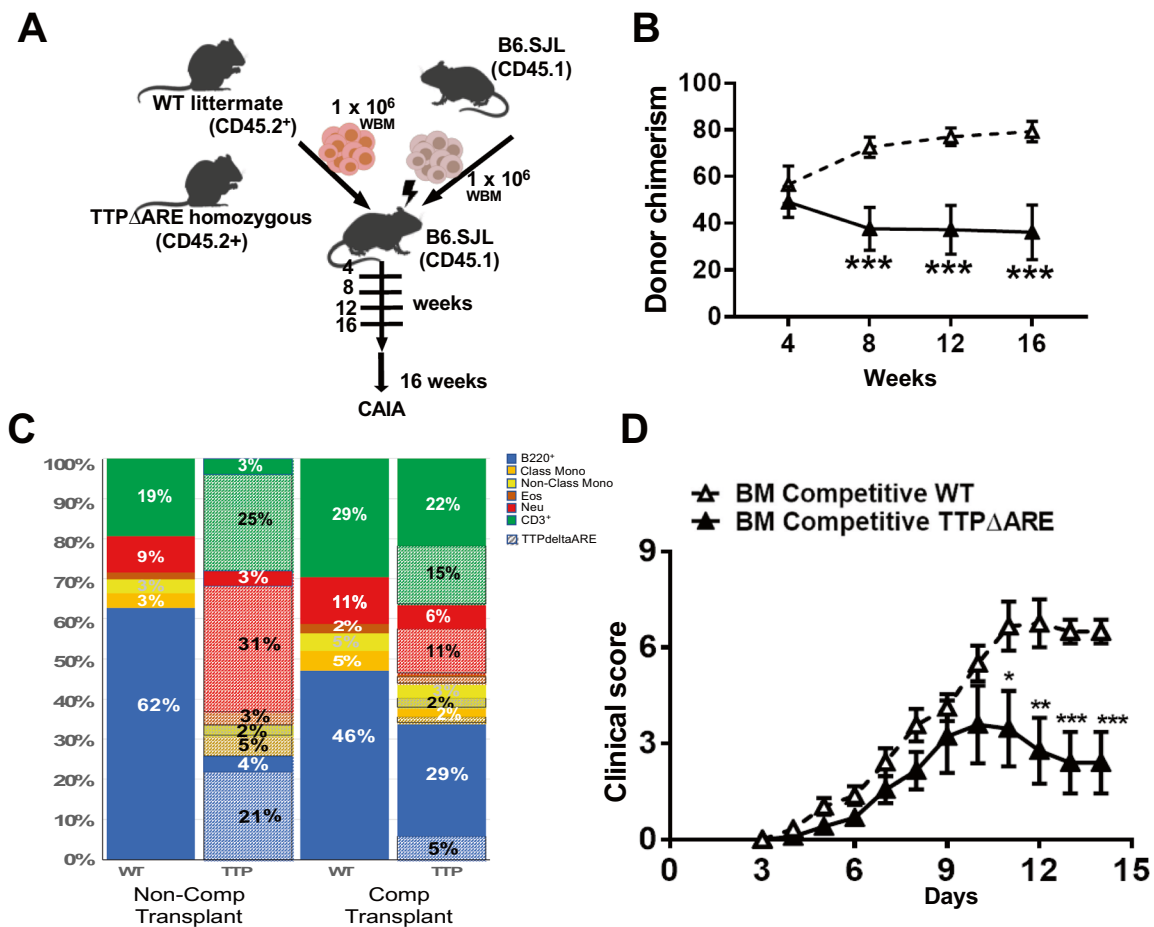 A
WT littermate
(CD45.2⁺)
TTPΔARE homozygous
(CD45.2+)
1 x 10⁶
WBM
B6.SJL
(CD45.1)
1 x 10⁶
WBM
B6.SJL
(CD45.1)
4
8
12
16
weeks
16 weeks
CAIA
B
Donor chimerism
100
80
60
40
20
0
***
***
***
4
8
12
16
Weeks
C
100%
90%
80%
70%
60%
50%
40%
30%
20%
10%
0%
19%
9%
3%
3%
62%
3%
25%
3%
31%
3%
2%
5%
4%
21%
29%
11%
2%
5%
5%
46%
22%
15%
6%
11%
3%
2%
2%
29%
5%
B220⁺
Class Mono
Non-Class Mono
Eos
Neu
CD3⁺
TTPdeltaARE
WT
TTP
WT
TTP
Non-Comp
Transplant
Comp
Transplant
D
BM Competitive WT
BM Competitive TTPΔARE
Clinical score
9
6
3
0
*
**
***
***
0
3
6
9
12
15
Days